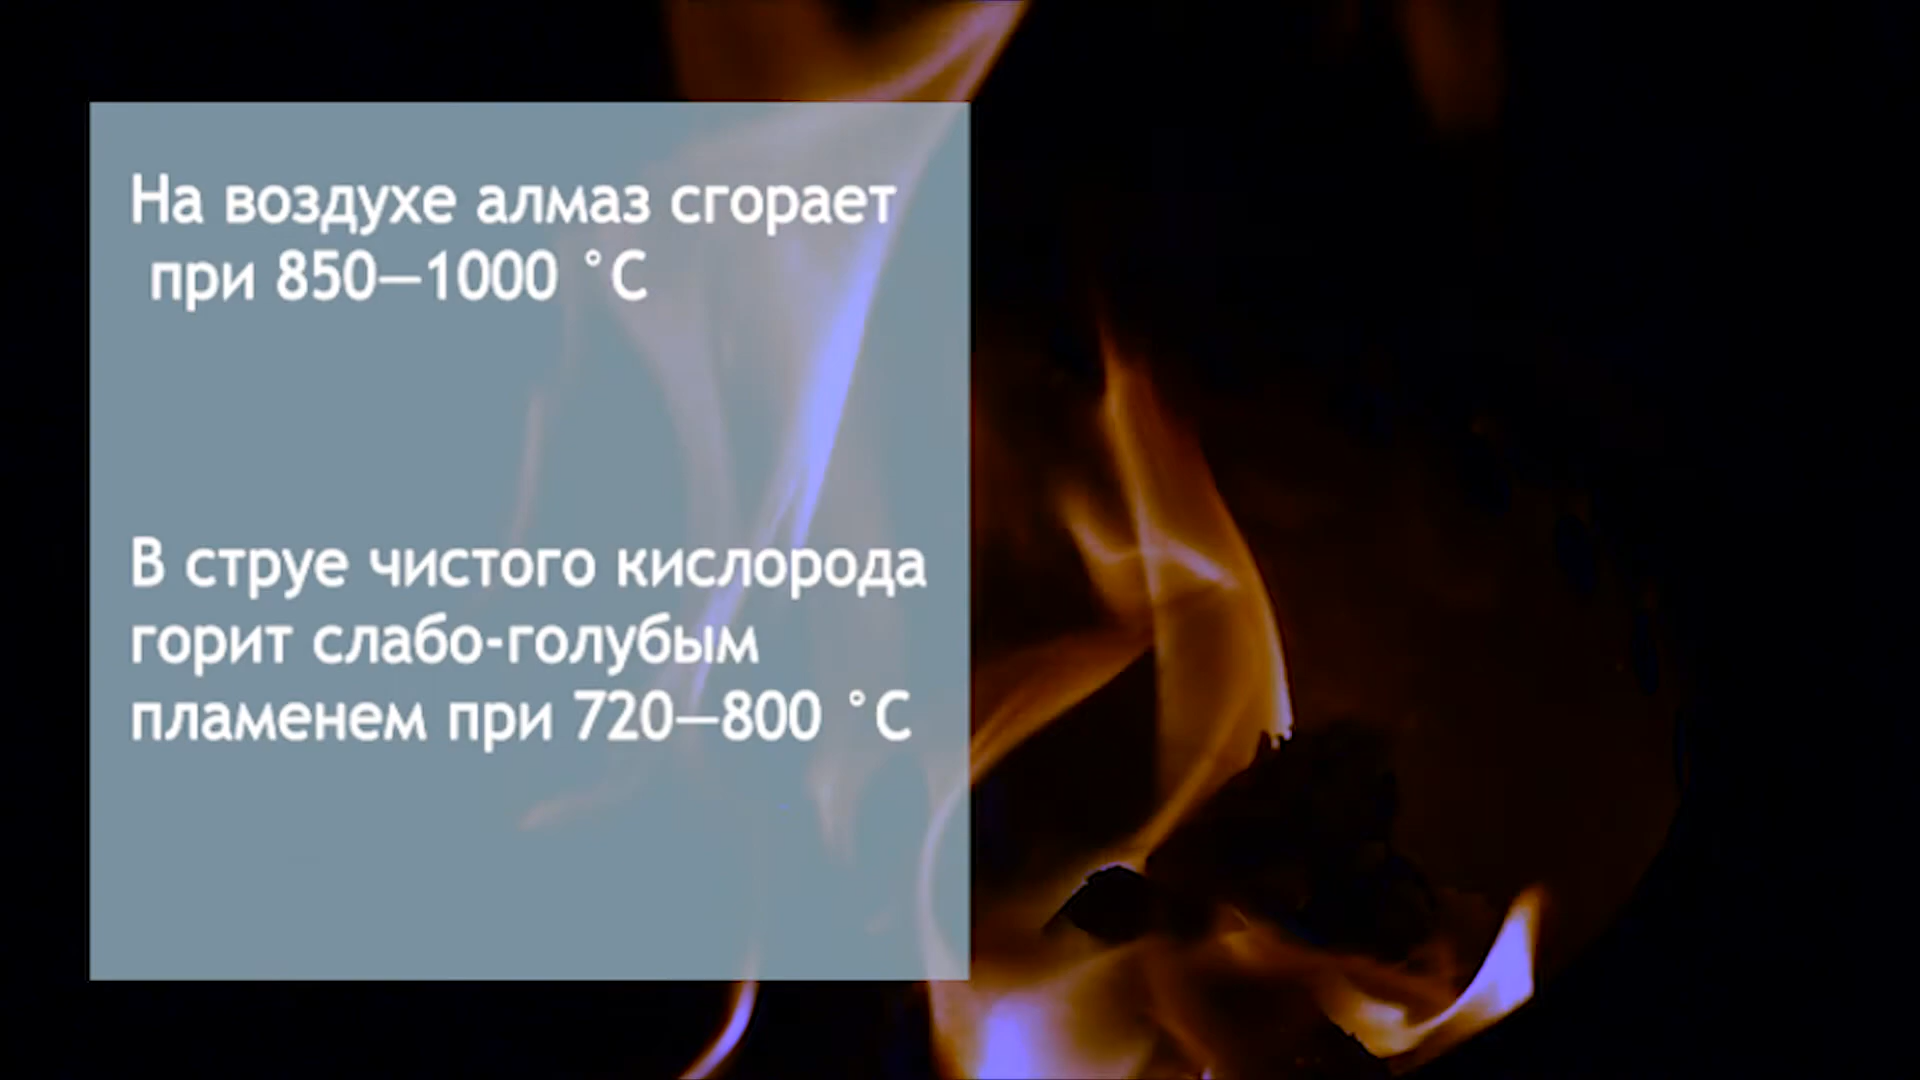 На воздухе алмаз сгорает
при 850—1000 °C
В струе чистого кислорода
горит слабо-голубым
пламенем при 720—800 °C